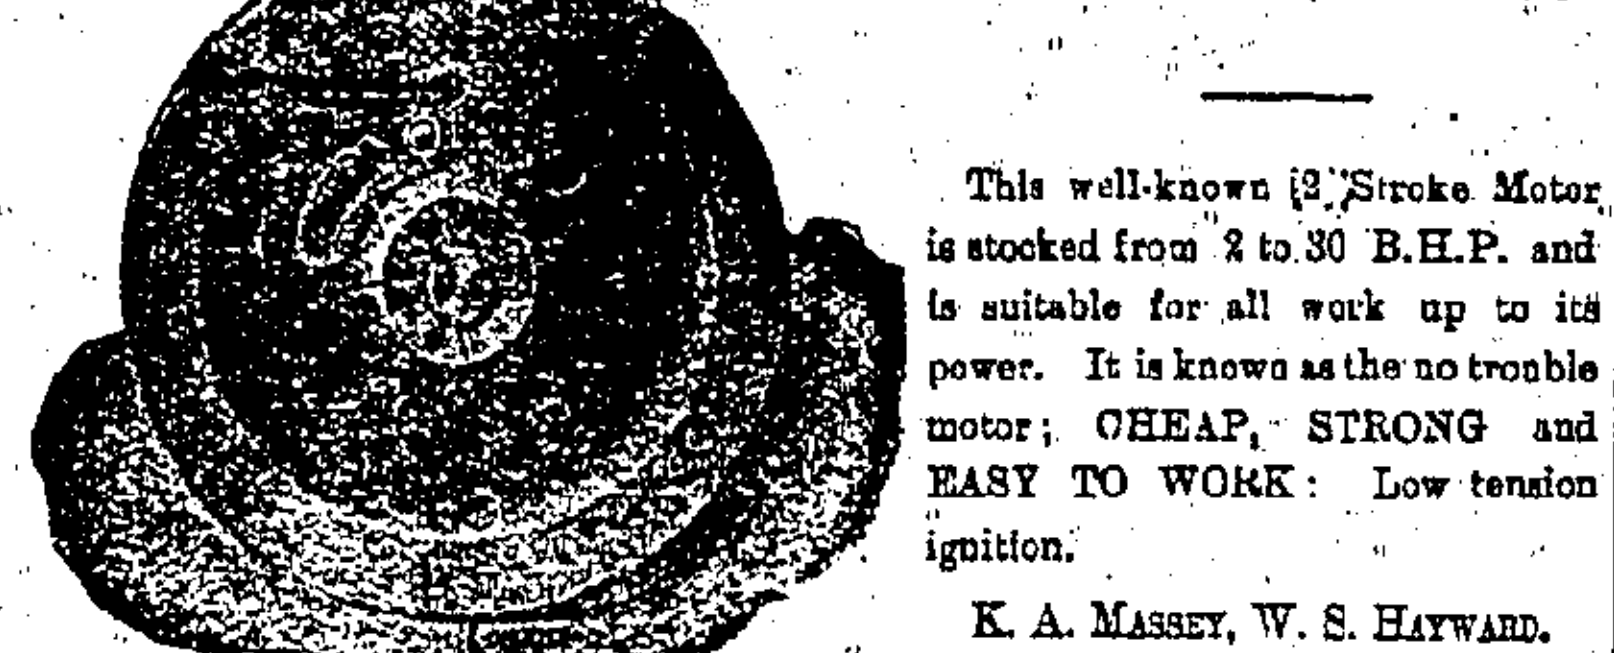 This well-known (2) Stroke Motor
is stocked from 2 to 30 B.H.P. and
is suitable for all work up to its
power. It is known as the no trouble
motor; CHEAP, STRONG and
EASY TO WORK: Low tension
ignition.
K. A. MASSEY, W. S. HAYWARD.